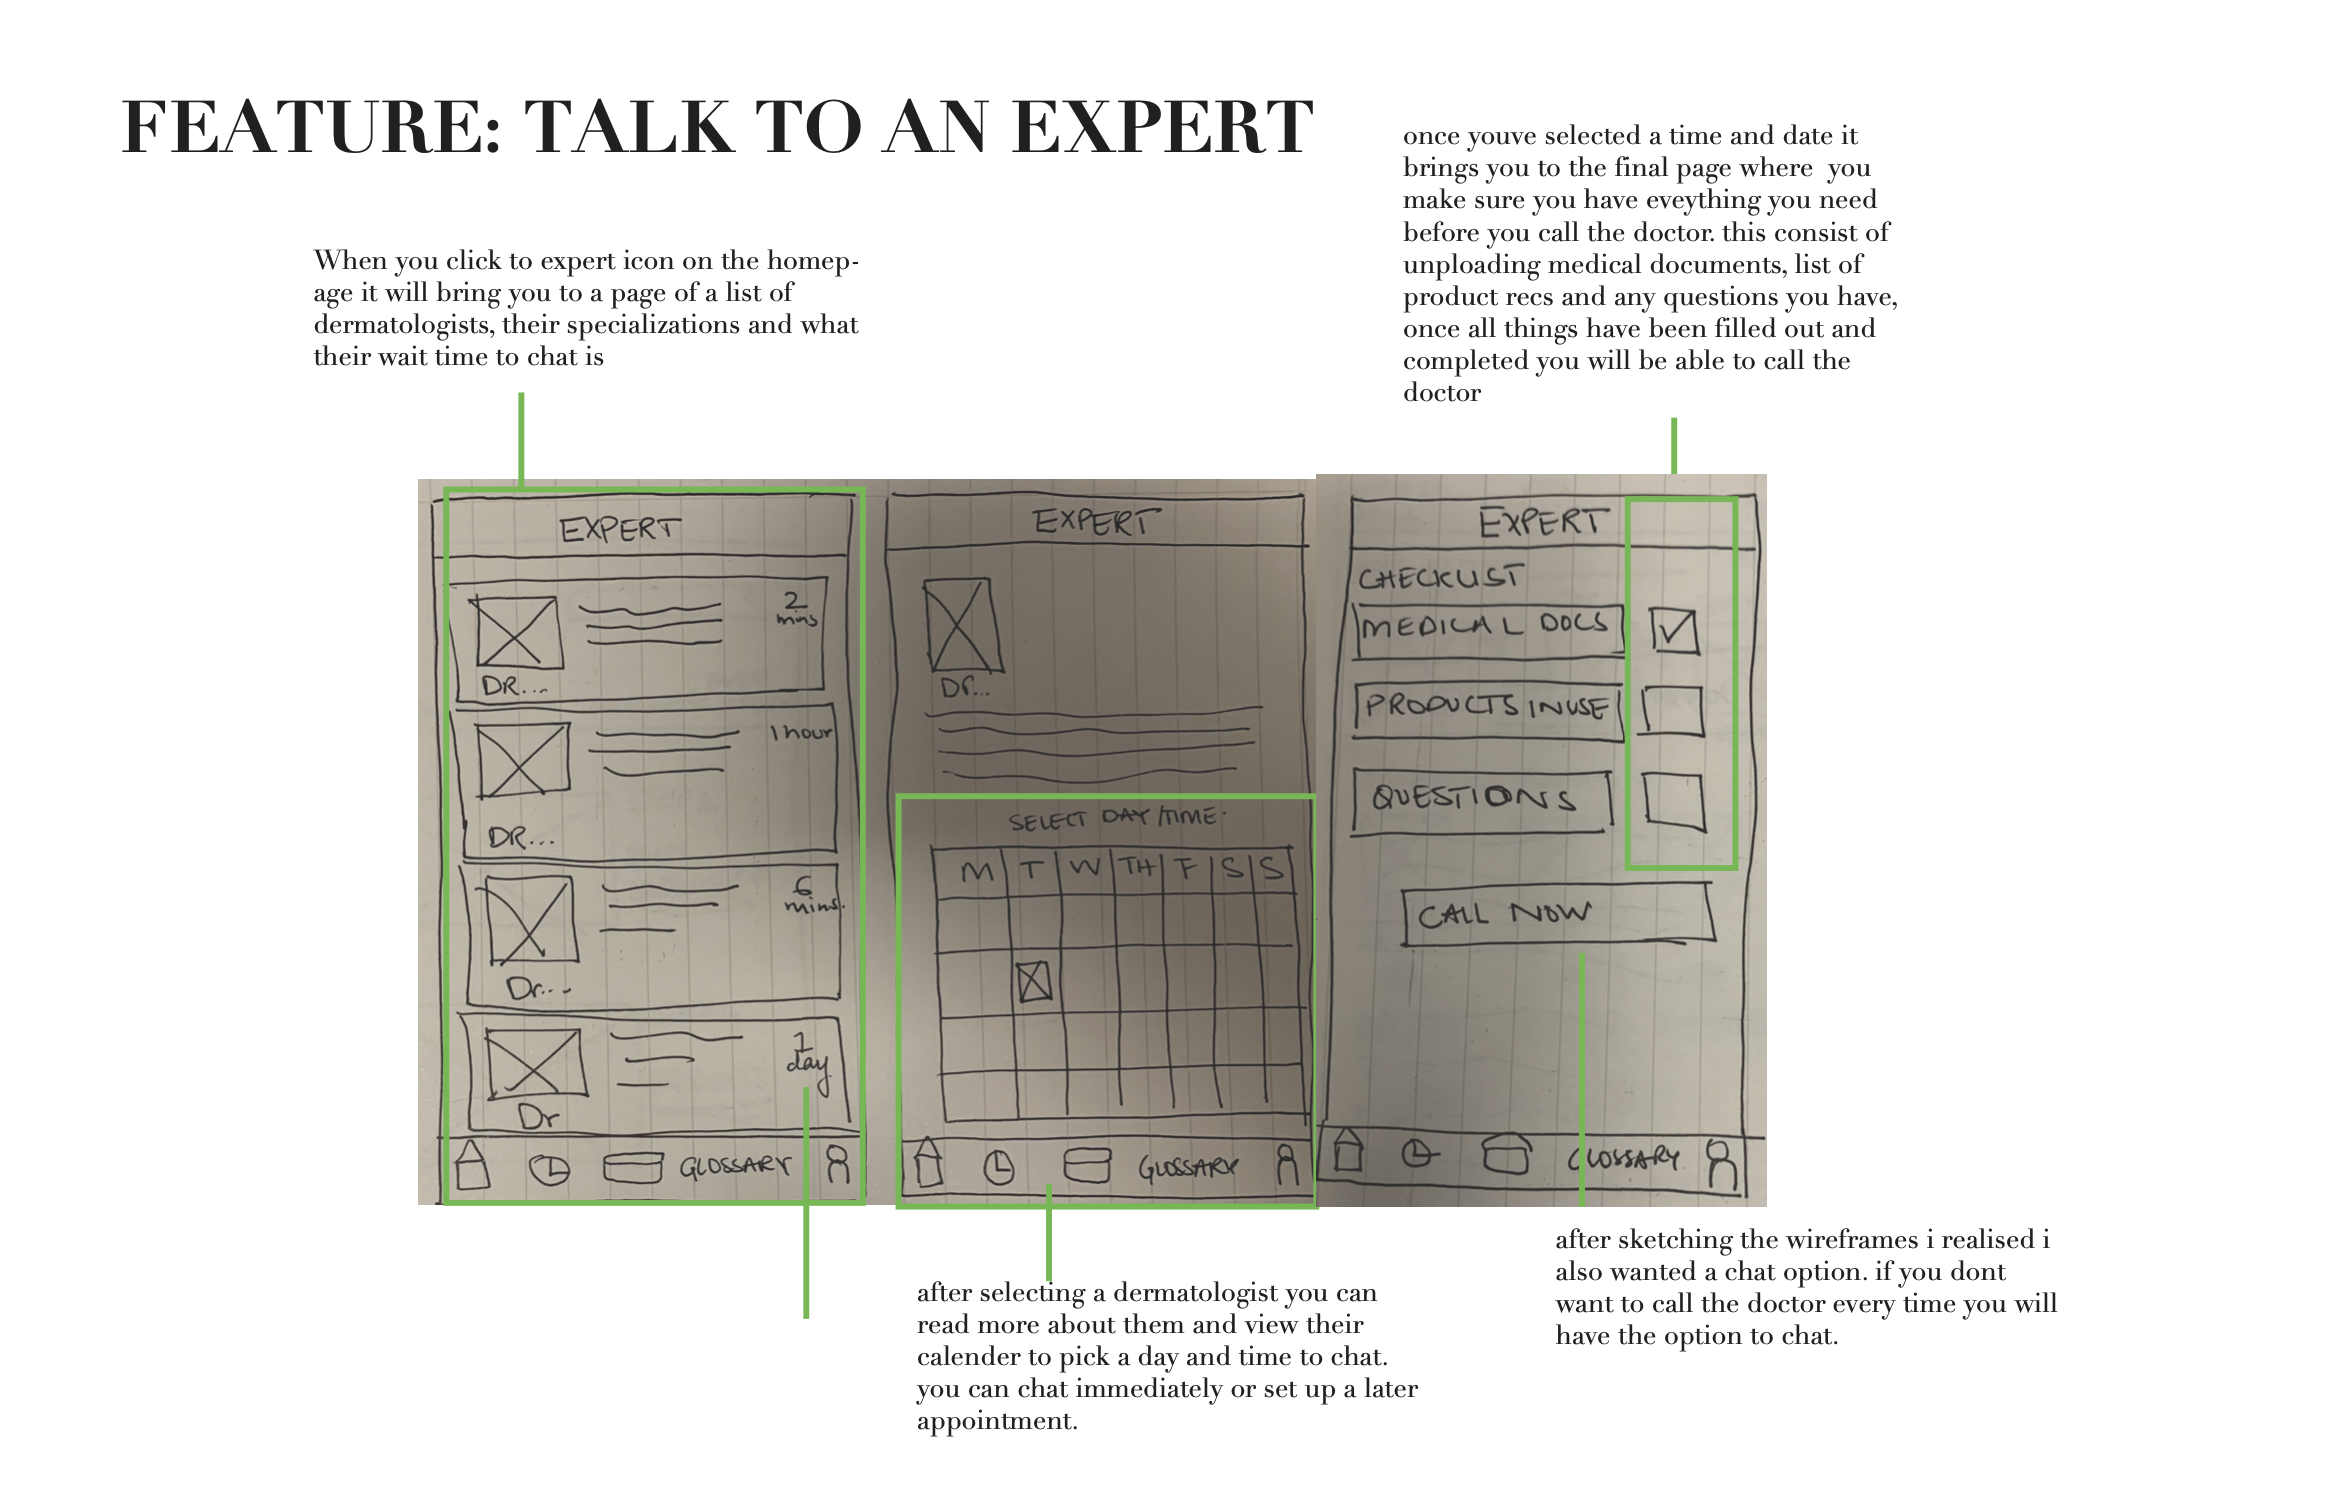 FEATURE: TALK TO AN EXPERT
When you click to expert icon on the homep-
age it will bring you to a page of a list of
dermatologists, their specializations and what
their wait time to chat is
once youve selected a time and date it
brings you to the final page where  you
make sure you have eveything you need
before you call the doctor. this consist of
unploading medical documents, list of
product recs and any questions you have,
once all things have been filled out and
completed you will be able to call the
doctor
EXPERT
2
mins
DR...
1 hour
DR...
6
mins.
Dr...
1
day
Dr
GLOSSARY
EXPERT
Dr...
SELECT DAY/TIME.
M T W TH F S S
GLOSSARY
EXPERT
CHECKLIST
MEDICAL DOCS
PRODUCTS IN USE
QUESTIONS
CALL NOW
GLOSSARY
after selecting a dermatologist you can
read more about them and view their
calender to pick a day and time to chat.
you can chat immediately or set up a later
appointment.
after sketching the wireframes i realised i
also wanted a chat option. if you dont
want to call the doctor every time you will
have the option to chat.